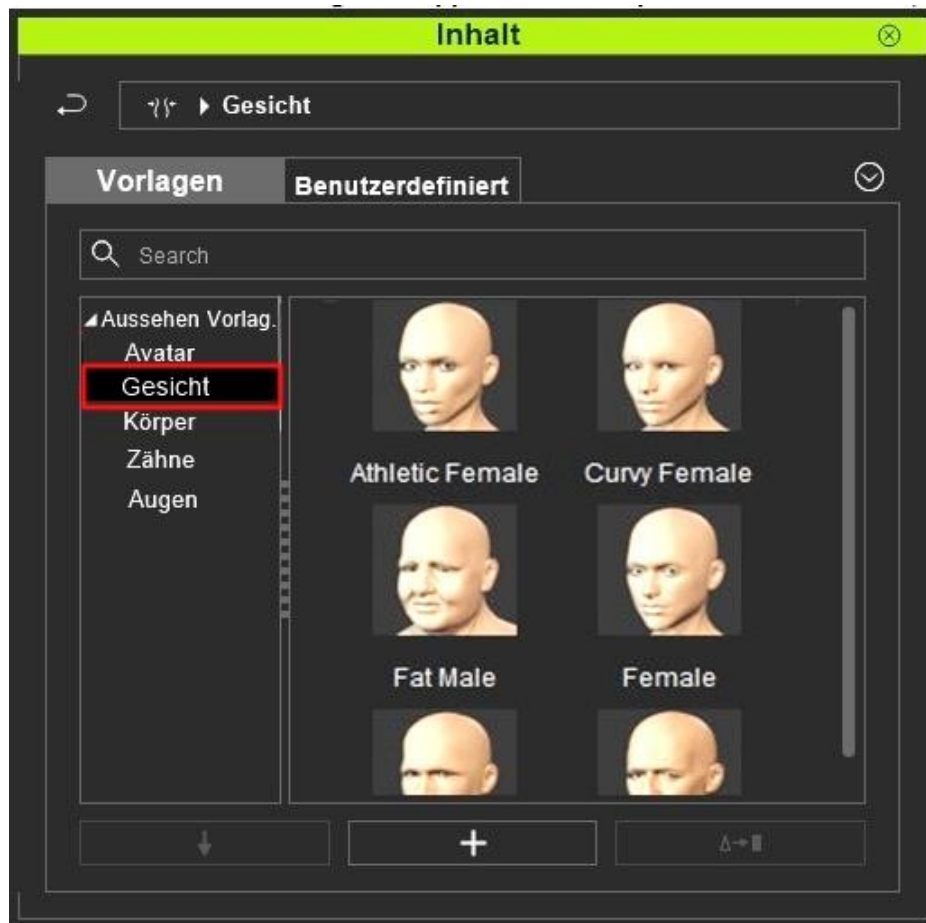 Inhalt
Gesicht
Vorlagen
Benutzerdefiniert
Search
Aussehen Vorlag.
Avatar
Gesicht
Körper
Zähne
Augen
Athletic Female
Curvy Female
Fat Male
Female